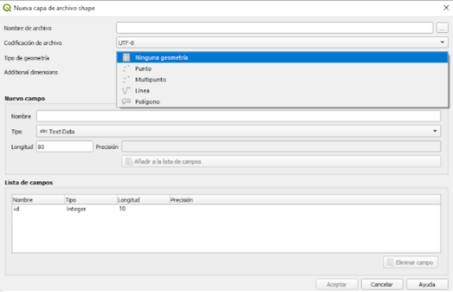 Nueva capa de archivo shape
Nombre de archivo
...
Codificación de archivo
UTF-8
Tipo de geometría
Ninguna geometría
Punto
Multipunto
Línea
Polígono
Additional dimensions
Nuevo campo
Nombre
Tipo
abc Text Data
Longitud 80 Precisión
Añadir a la lista de campos
Lista de campos
Nombre Tipo Longitud Precisión
id Integer 10
Eliminar campo
Aceptar Cancelar Ayuda